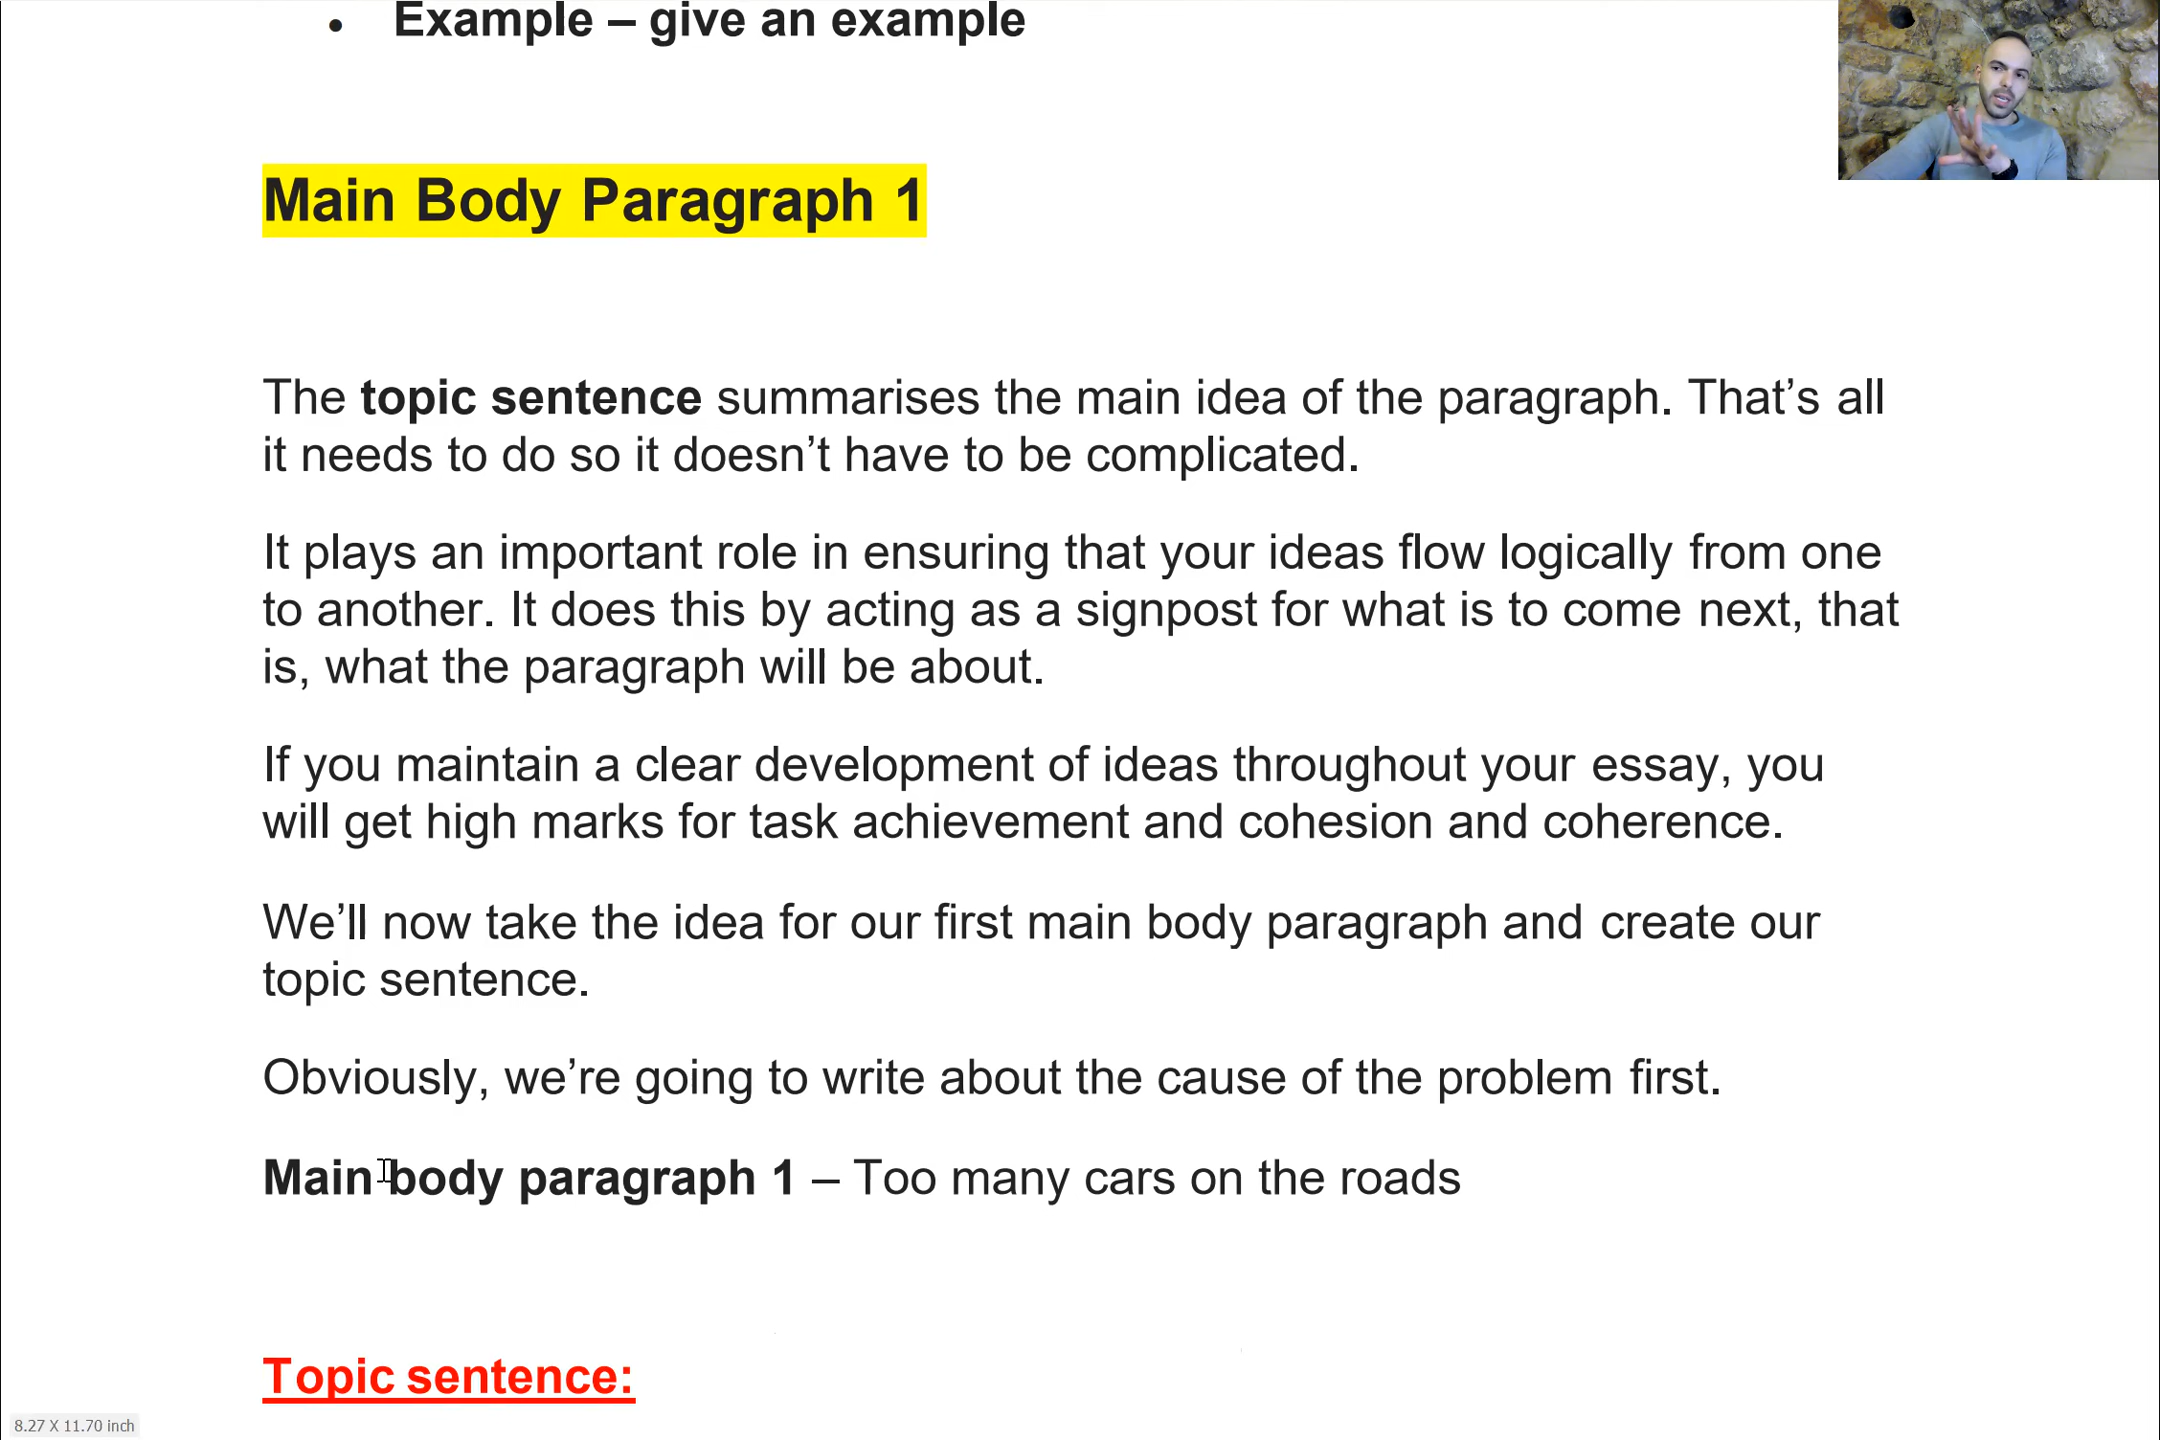 • Example – give an example
Main Body Paragraph 1
The topic sentence summarises the main idea of the paragraph. That’s all
it needs to do so it doesn’t have to be complicated.
It plays an important role in ensuring that your ideas flow logically from one
to another. It does this by acting as a signpost for what is to come next, that
is, what the paragraph will be about.
If you maintain a clear development of ideas throughout your essay, you
will get high marks for task achievement and cohesion and coherence.
We’ll now take the idea for our first main body paragraph and create our
topic sentence.
Obviously, we’re going to write about the cause of the problem first.
Main body paragraph 1 – Too many cars on the roads
Topic sentence:
8.27 X 11.70 inch